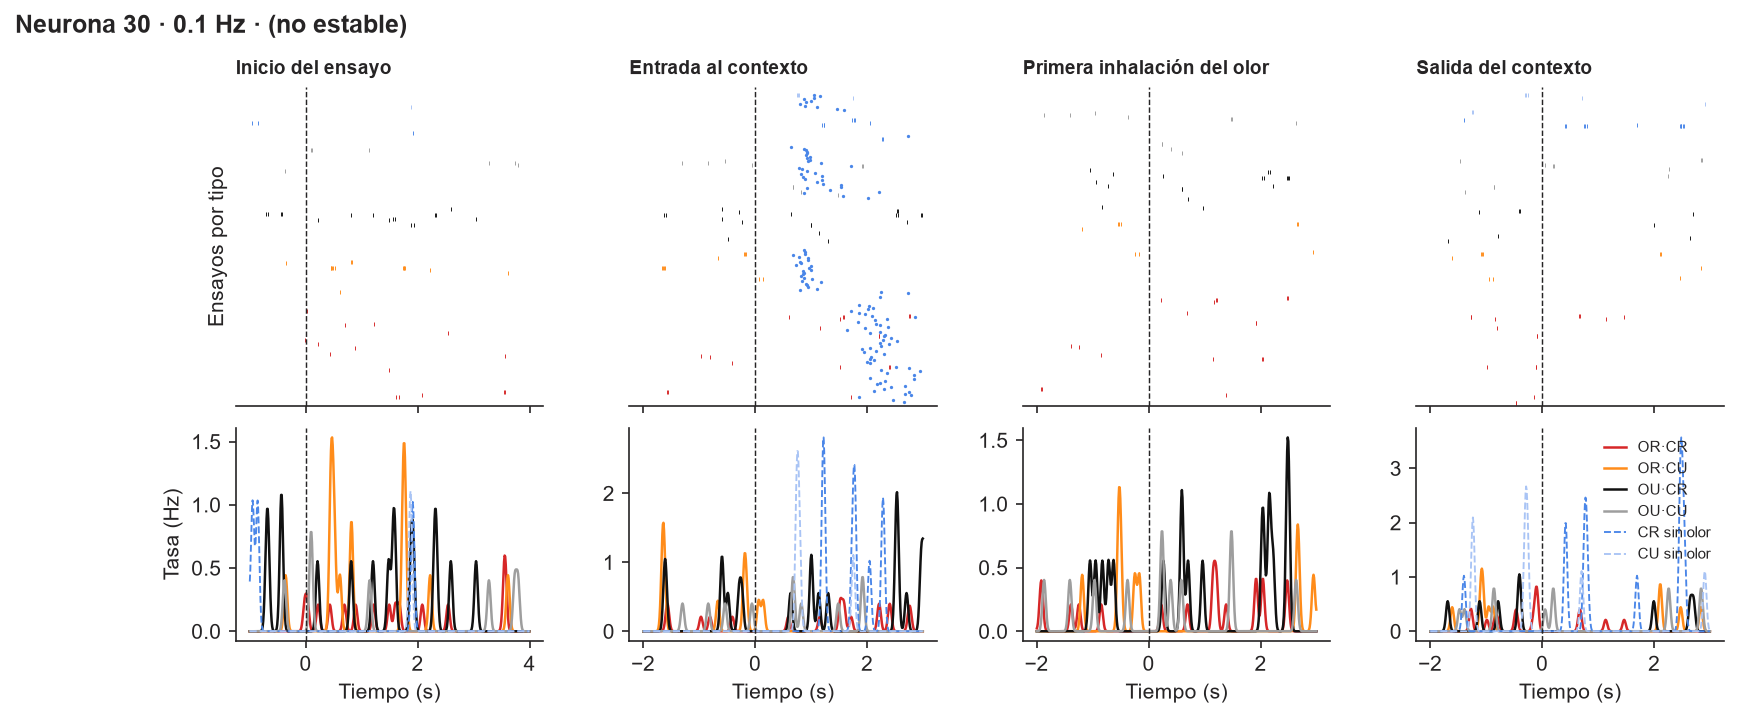 Neurona 30 · 0.1 Hz · (no estable)
Inicio del ensayo
Entrada al contexto
Primera inhalación del olor
Salida del contexto
Ensayos por tipo
Tasa (Hz)
1.5
1.0
0.5
0.0
2
1
0
1.5
1.0
0.5
0.0
3
2
1
0
OR·CR
OR·CU
OU·CR
OU·CU
CR sin olor
CU sin olor
0 2 4
−2 0 2
−2 0 2
−2 0 2
Tiempo (s)
Tiempo (s)
Tiempo (s)
Tiempo (s)